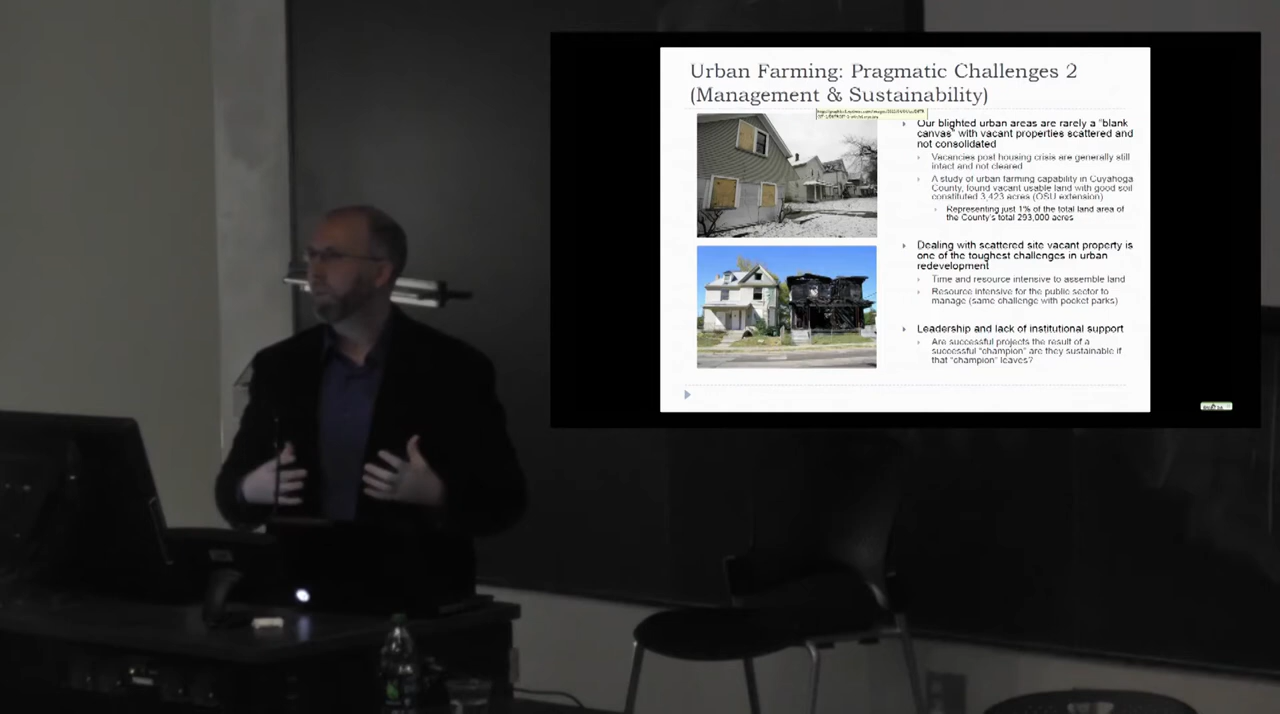 Urban Farming: Pragmatic Challenges 2
(Management & Sustainability)
Our blighted urban areas are rarely a "blank
canvas" with vacant properties scattered and
not consolidated
Vacancies post housing crisis are generally still
intact and not cleared
A study of urban farming capability in Cuyahoga
County, found vacant usable land with good soil
constituted 3,423 acres (OSU extension)
Representing just 1% of the total land area of
the County's total 293,000 acres
Dealing with scattered site vacant property is
one of the toughest challenges in urban
redevelopment
Time and resource intensive to assemble land
Resource intensive for the public sector to
manage (same challenge with pocket parks)
Leadership and lack of institutional support
Are successful projects the result of a
successful "champion" are they sustainable if
that "champion" leaves?